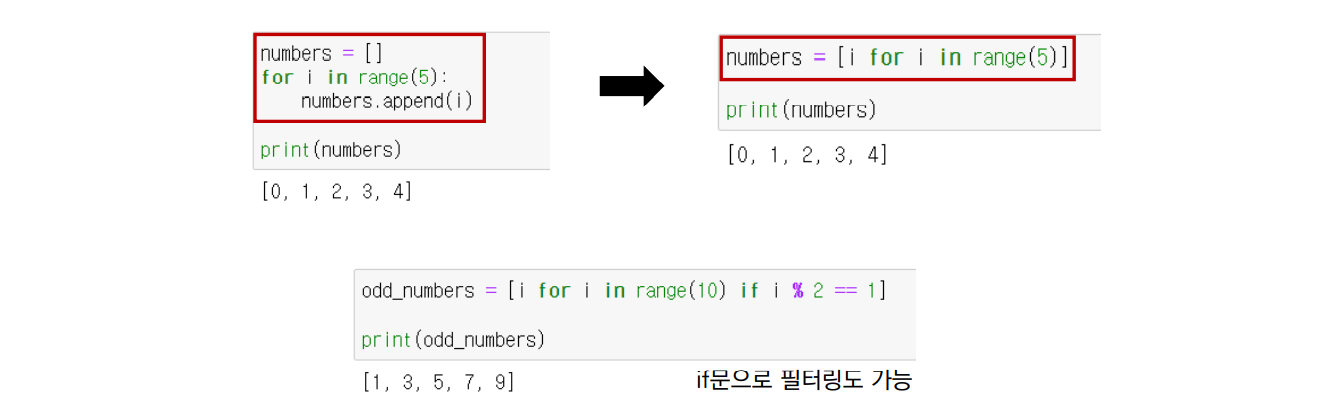 numbers = []
for i in range(5):
    numbers.append(i)
print(numbers)
[0, 1, 2, 3, 4]
numbers = [i for i in range(5)]
print(numbers)
[0, 1, 2, 3, 4]
odd_numbers = [i for i in range(10) if i % 2 == 1]
print(odd_numbers)
[1, 3, 5, 7, 9]
if문으로 필터링도 가능